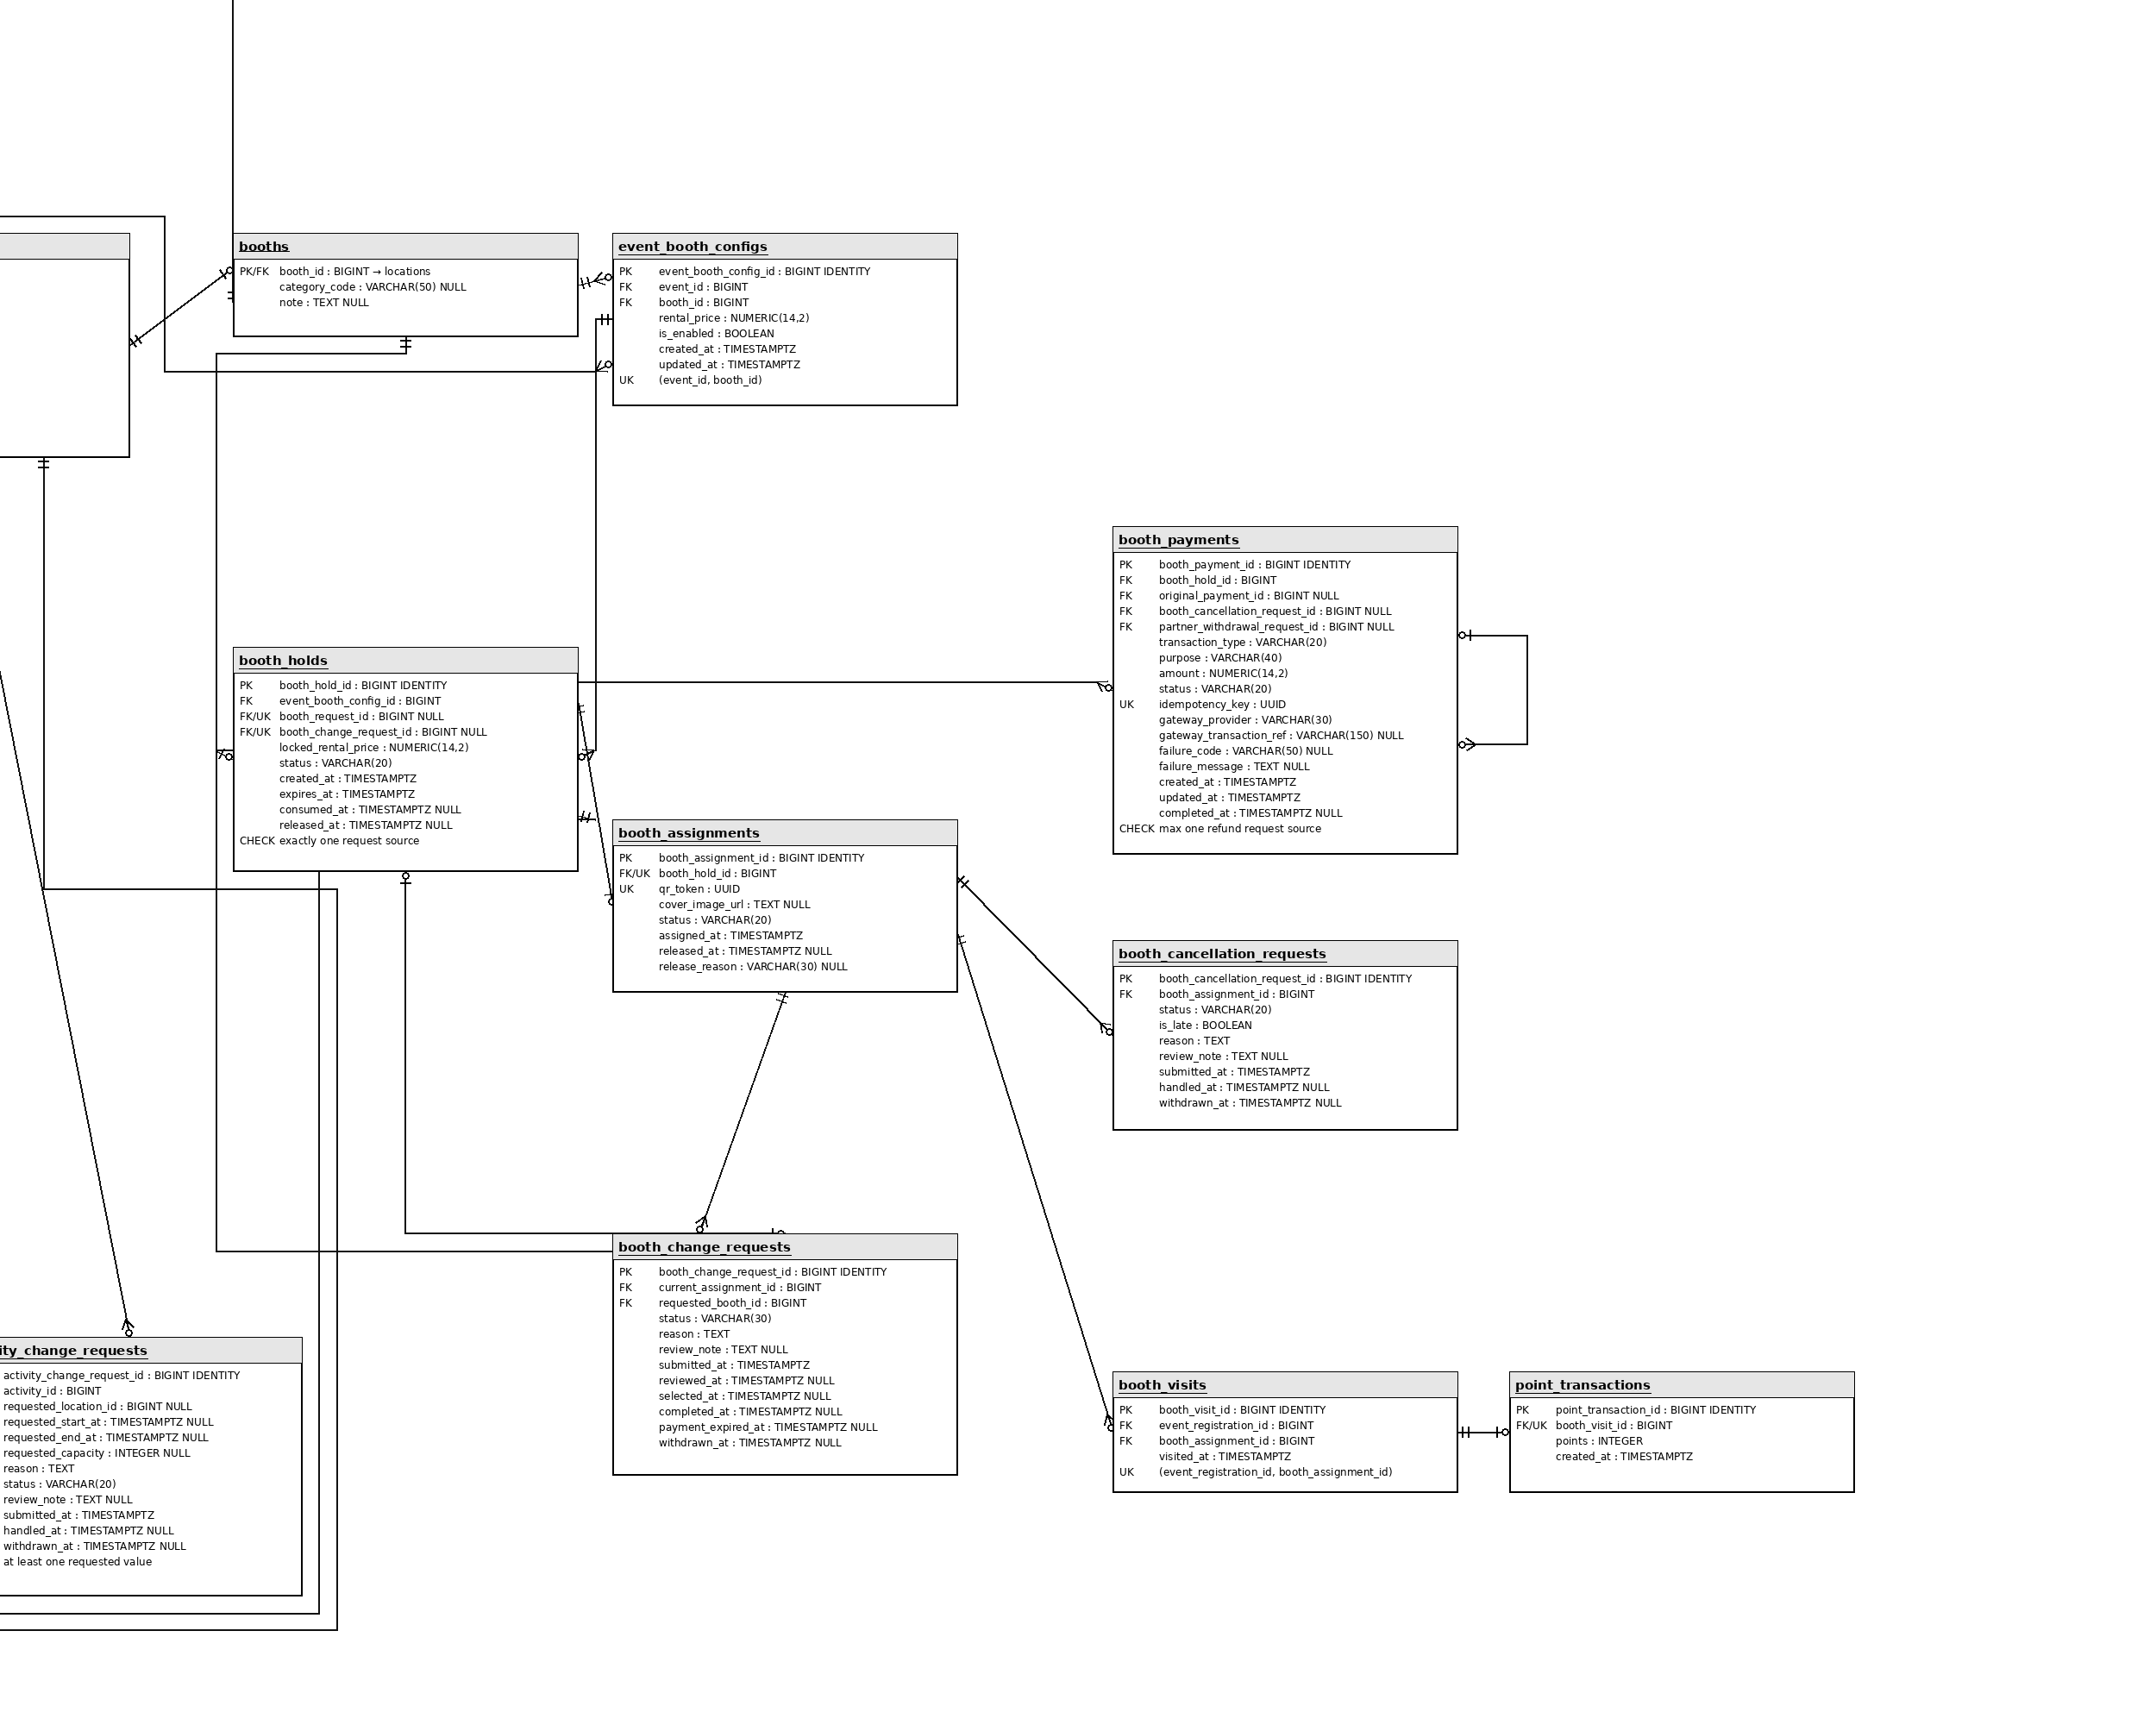 booths
PK/FK booth_id : BIGINT → locations
category_code : VARCHAR(50) NULL
note : TEXT NULL
event_booth_configs
PK event_booth_config_id : BIGINT IDENTITY
FK event_id : BIGINT
FK booth_id : BIGINT
rental_price : NUMERIC(14,2)
is_enabled : BOOLEAN
created_at : TIMESTAMPTZ
updated_at : TIMESTAMPTZ
UK (event_id, booth_id)
booth_payments
PK booth_payment_id : BIGINT IDENTITY
FK booth_hold_id : BIGINT
FK original_payment_id : BIGINT NULL
FK booth_cancellation_request_id : BIGINT NULL
FK partner_withdrawal_request_id : BIGINT NULL
transaction_type : VARCHAR(20)
purpose : VARCHAR(40)
amount : NUMERIC(14,2)
status : VARCHAR(20)
UK idempotency_key : UUID
gateway_provider : VARCHAR(30)
gateway_transaction_ref : VARCHAR(150) NULL
failure_code : VARCHAR(50) NULL
failure_message : TEXT NULL
created_at : TIMESTAMPTZ
updated_at : TIMESTAMPTZ
completed_at : TIMESTAMPTZ NULL
CHECK max one refund request source
booth_holds
PK booth_hold_id : BIGINT IDENTITY
FK event_booth_config_id : BIGINT
FK/UK booth_request_id : BIGINT NULL
FK/UK booth_change_request_id : BIGINT NULL
locked_rental_price : NUMERIC(14,2)
status : VARCHAR(20)
created_at : TIMESTAMPTZ
expires_at : TIMESTAMPTZ
consumed_at : TIMESTAMPTZ NULL
released_at : TIMESTAMPTZ NULL
CHECK exactly one request source
booth_assignments
PK booth_assignment_id : BIGINT IDENTITY
FK/UK booth_hold_id : BIGINT
UK qr_token : UUID
cover_image_url : TEXT NULL
status : VARCHAR(20)
assigned_at : TIMESTAMPTZ
released_at : TIMESTAMPTZ NULL
release_reason : VARCHAR(30) NULL
booth_cancellation_requests
PK booth_cancellation_request_id : BIGINT IDENTITY
FK booth_assignment_id : BIGINT
status : VARCHAR(20)
is_late : BOOLEAN
reason : TEXT
review_note : TEXT NULL
submitted_at : TIMESTAMPTZ
handled_at : TIMESTAMPTZ NULL
withdrawn_at : TIMESTAMPTZ NULL
booth_change_requests
PK booth_change_request_id : BIGINT IDENTITY
FK current_assignment_id : BIGINT
FK requested_booth_id : BIGINT
status : VARCHAR(30)
reason : TEXT
review_note : TEXT NULL
submitted_at : TIMESTAMPTZ
reviewed_at : TIMESTAMPTZ NULL
selected_at : TIMESTAMPTZ NULL
completed_at : TIMESTAMPTZ NULL
payment_expired_at : TIMESTAMPTZ NULL
withdrawn_at : TIMESTAMPTZ NULL
ity_change_requests
activity_change_request_id : BIGINT IDENTITY
activity_id : BIGINT
requested_location_id : BIGINT NULL
requested_start_at : TIMESTAMPTZ NULL
requested_end_at : TIMESTAMPTZ NULL
requested_capacity : INTEGER NULL
reason : TEXT
status : VARCHAR(20)
review_note : TEXT NULL
submitted_at : TIMESTAMPTZ
handled_at : TIMESTAMPTZ NULL
withdrawn_at : TIMESTAMPTZ NULL
at least one requested value
booth_visits
PK booth_visit_id : BIGINT IDENTITY
FK event_registration_id : BIGINT
FK booth_assignment_id : BIGINT
visited_at : TIMESTAMPTZ
UK (event_registration_id, booth_assignment_id)
point_transactions
PK point_transaction_id : BIGINT IDENTITY
FK/UK booth_visit_id : BIGINT
points : INTEGER
created_at : TIMESTAMPTZ